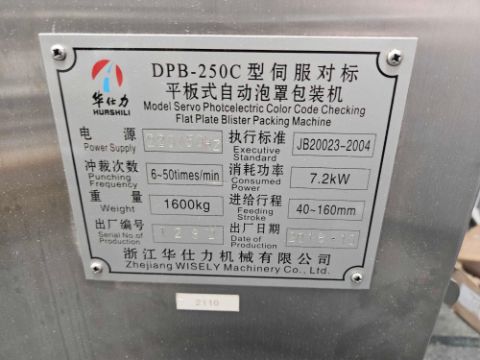 DPB-250C 型伺服对标
平板式自动泡罩包装机
Model Servo Photcelectric Color Code Checking
Flat Plate Blister Packing Machine
华仕力
HUARSHILI
电 源
Power Supply
执行标准
Executive Standard
JB20023-2004
冲裁次数
Punching Frequency
6~50times/min
消耗功率
Consumed Power
7.2kW
重 量
Weight
1600kg
进给行程
Feeding Stroke
40~160mm
出厂编号
Serial No of Production
出厂日期
Date of Production
浙江华仕力机械有限公司
Zhejiang WISELY Machinery Co., Ltd.
2110